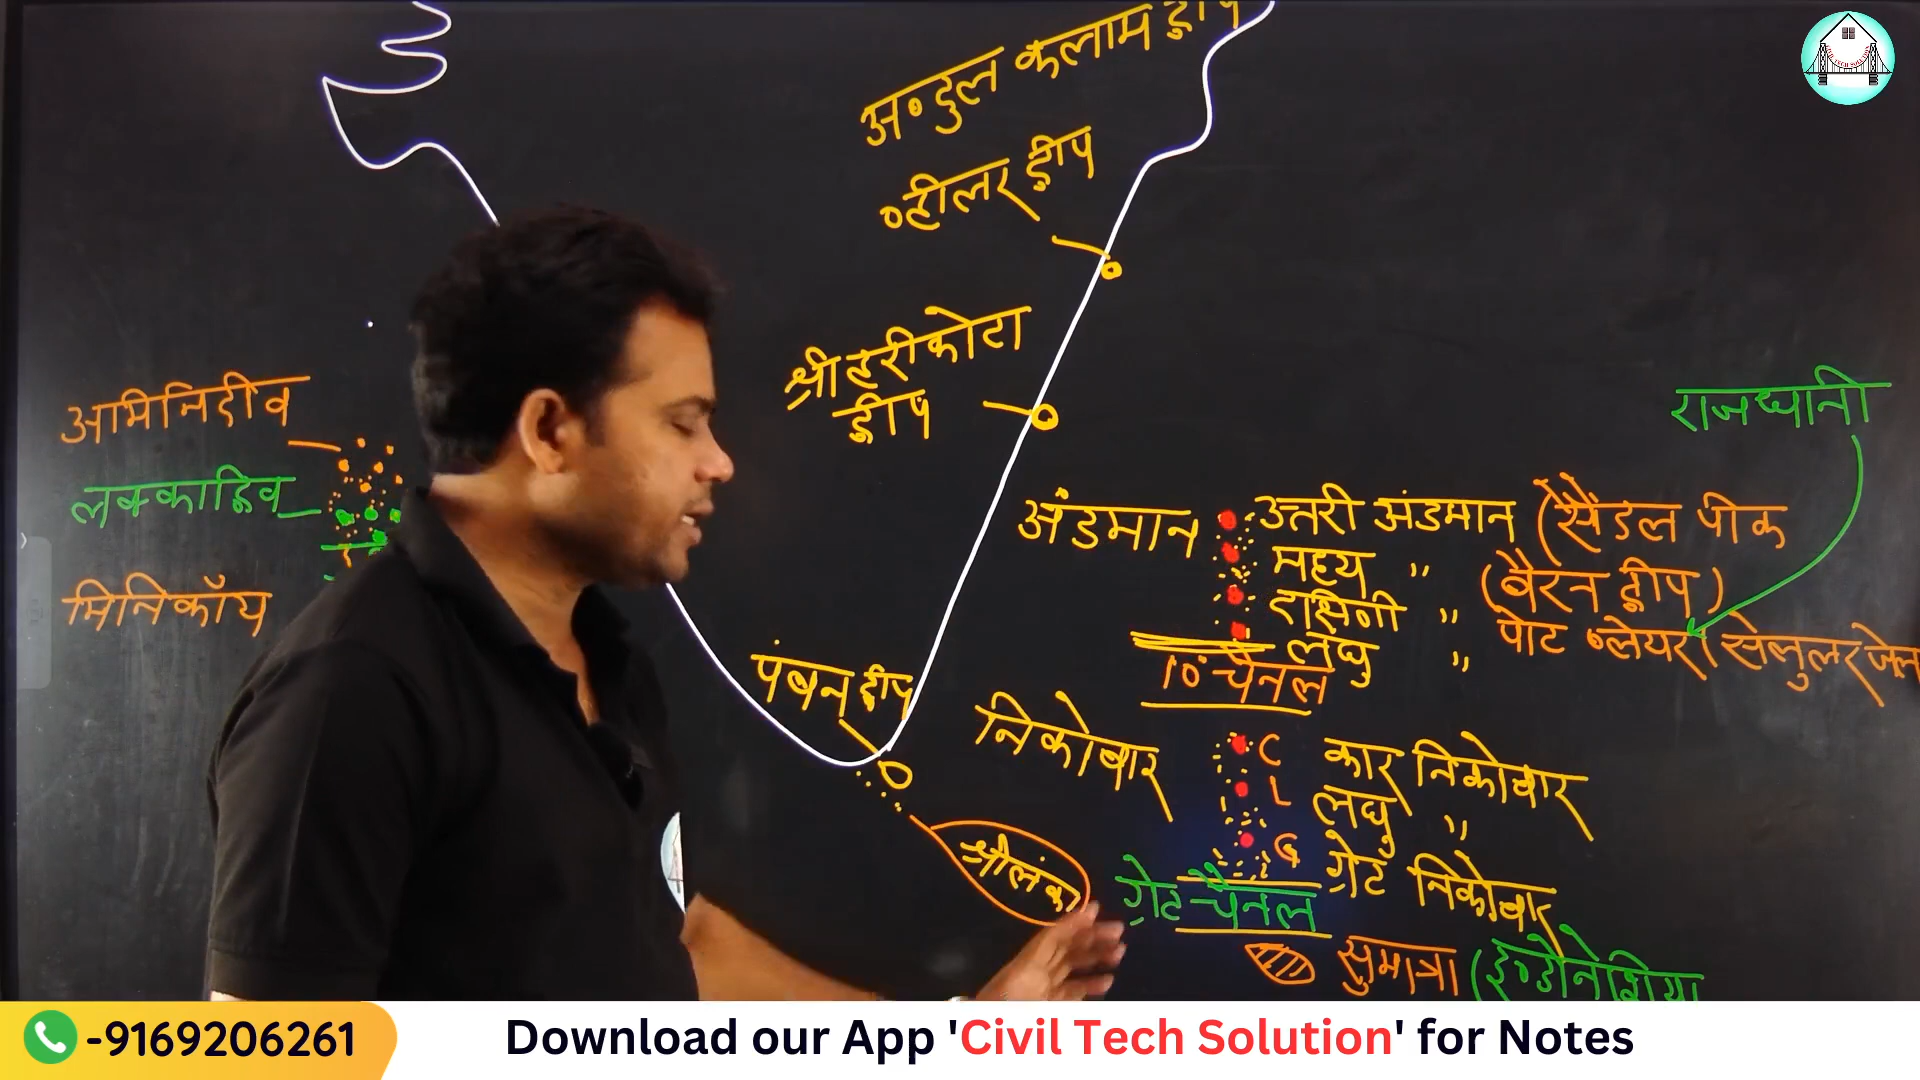 अब्दुल कलाम द्वीप
व्हीलर द्वीप
श्रीहरीकोटा
द्वीप
राजधानी
अमिनिदीव
लक्काद्विव
मिनिकॉय
अंडमान
उत्तरी अंडमान (सैंडल पीक
मध्य " (बैरन द्वीप)
दक्षिणी " पोर्ट ब्लेयर (सेलुलर जेल
लघु "
10° चैनल
पंबन द्वीप
निकोबार
C कार निकोबार
L लघु "
G ग्रेट निकोबार
श्रीलंका
ग्रेट चैनल
सुमात्रा (इण्डोनेशिया
-9169206261
Download our App 'Civil Tech Solution' for Notes